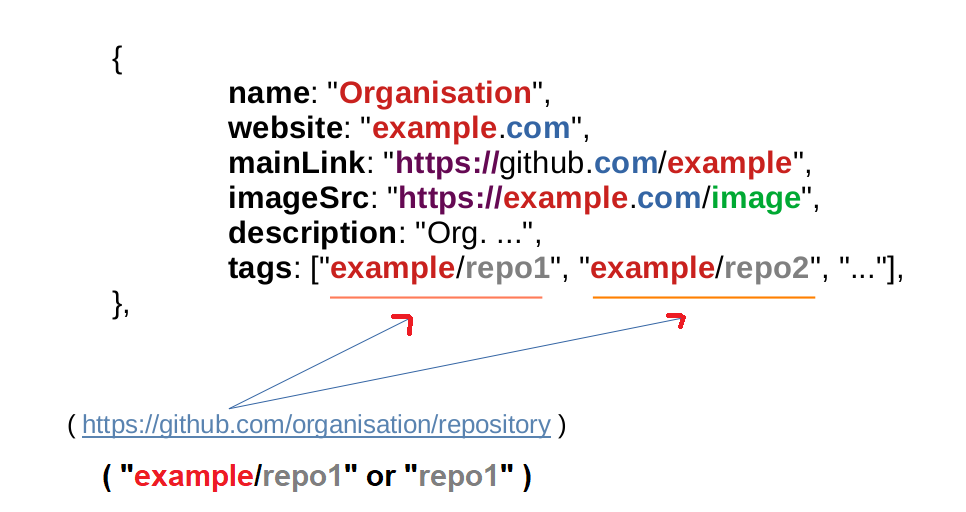 {
name: "Organisation",
website: "example.com",
mainLink: "https://github.com/example",
imageSrc: "https://example.com/image",
description: "Org. ...",
tags: ["example/repo1", "example/repo2", "..."],
},
( https://github.com/organisation/repository )
( "example/repo1" or "repo1" )